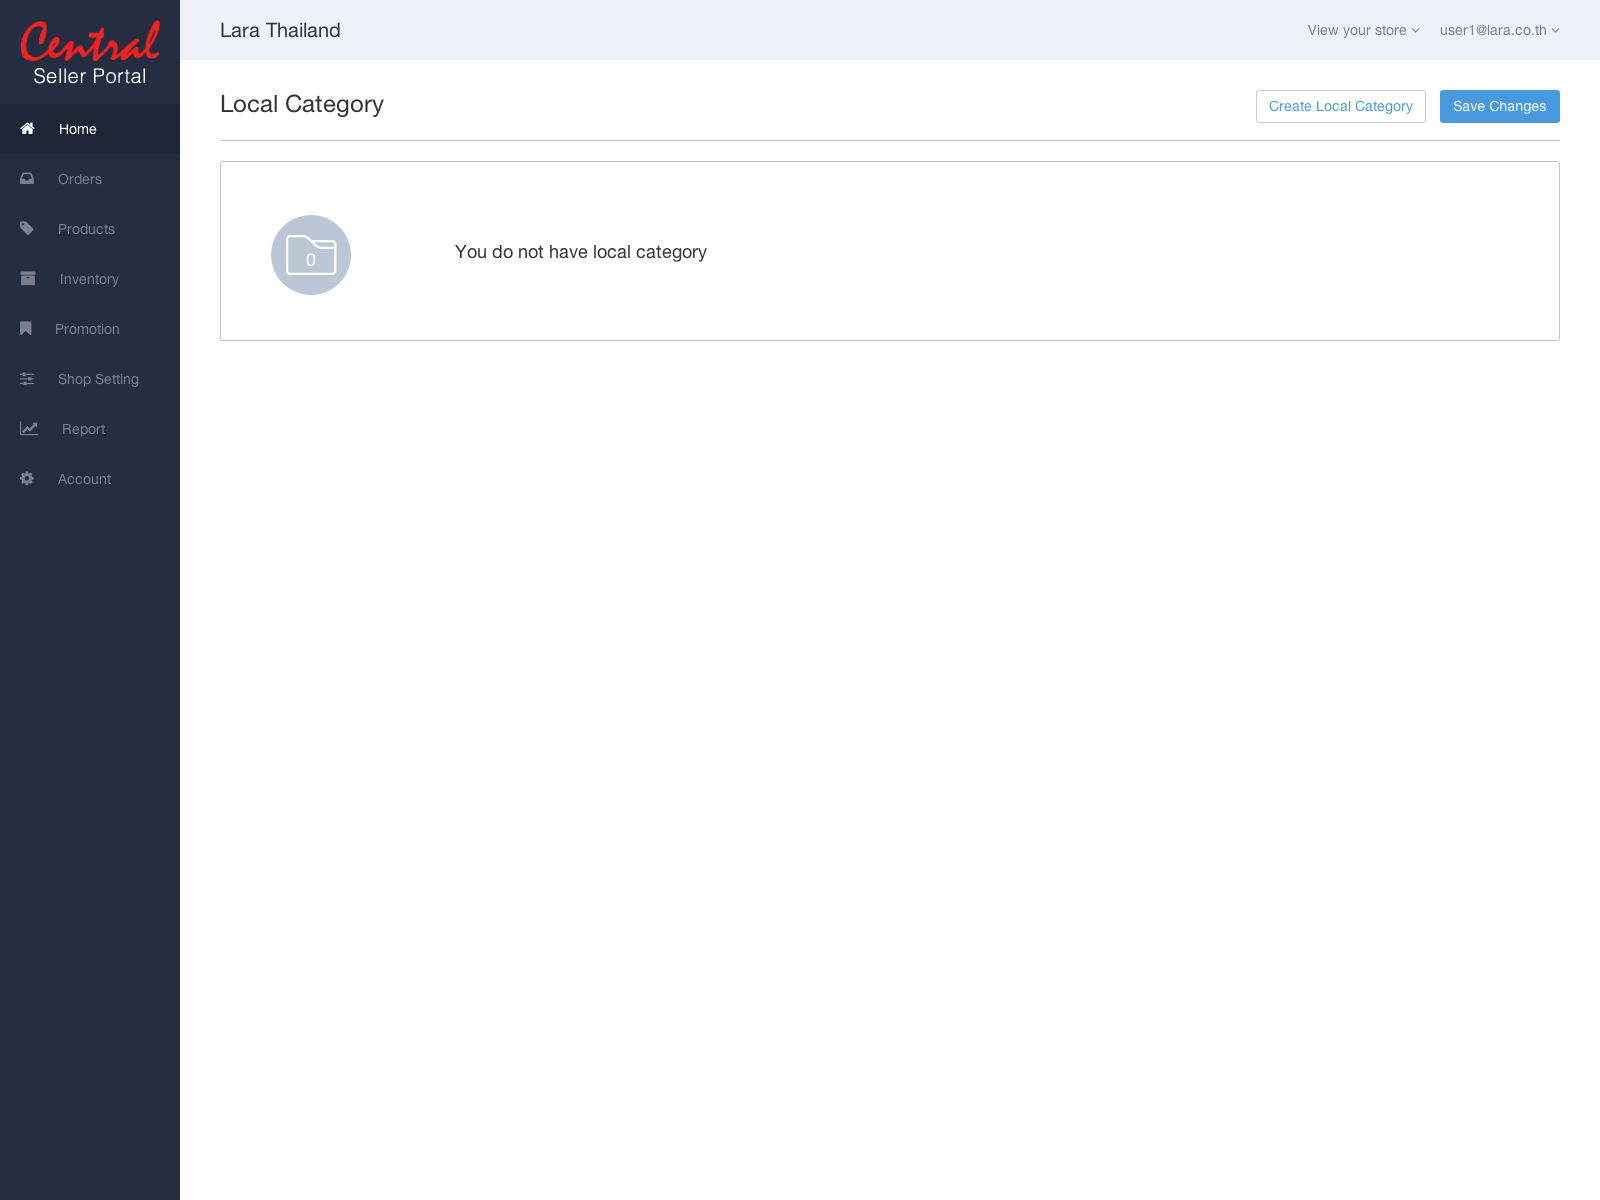 Central
Seller Portal
Lara Thailand
View your store
user1@lara.co.th
Home
Orders
Products
Inventory
Promotion
Shop Setting
Report
Account
Local Category
Create Local Category
Save Changes
0
You do not have local category